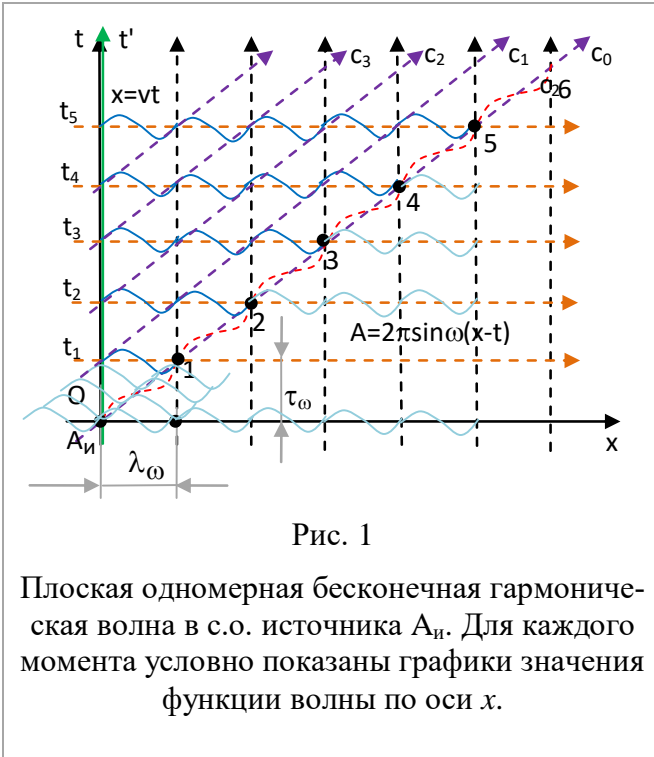 t t' c₃ c₂ c₁ c₀
x=vt
c₂6
t₅
5
t₄
4
t₃
3
t₂
2
A=2πsinω(x-t)
t₁
1
O
τω
Aи x
λω
Рис. 1
Плоская одномерная бесконечная гармониче-
ская волна в с.о. источника Aи. Для каждого
момента условно показаны графики значения
функции волны по оси x.